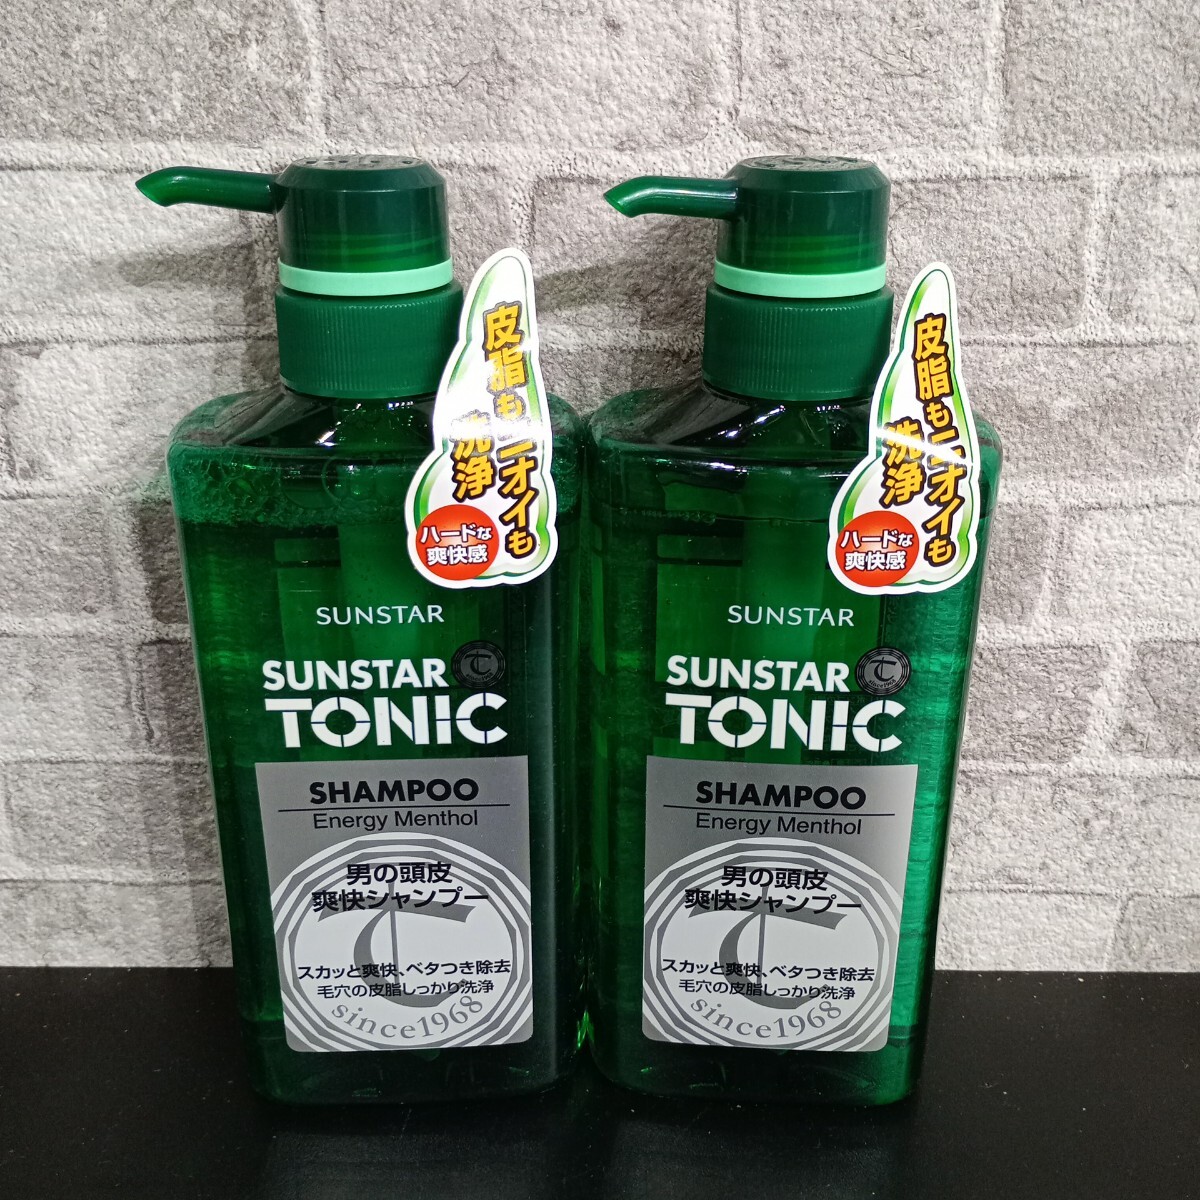 皮脂もニオイも
洗浄
ハードな
爽快感
SUNSTAR
SUNSTAR
TONIC
SHAMPOO
Energy Menthol
男の頭皮
爽快シャンプー
スカッと爽快、ベタつき除去
毛穴の皮脂しっかり洗浄
since1968
皮脂もニオイも
洗浄
ハードな
爽快感
SUNSTAR
SUNSTAR
since1968
TONIC
SHAMPOO
Energy Menthol
男の頭皮
爽快シャンプー
スカッと爽快、ベタつき除去
毛穴の皮脂しっかり洗浄
since1968